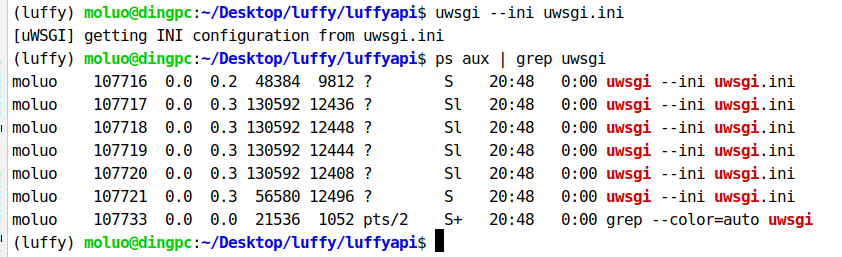 (luffy) moluo@dingpc:~/Desktop/luffy/luffyapi$ uwsgi --ini uwsgi.ini
[uWSGI] getting INI configuration from uwsgi.ini
(luffy) moluo@dingpc:~/Desktop/luffy/luffyapi$ ps aux | grep uwsgi
moluo    107716  0.0  0.2  48384  9812 ?        S    20:48   0:00 uwsgi --ini uwsgi.ini
moluo    107717  0.0  0.3 130592 12436 ?        Sl   20:48   0:00 uwsgi --ini uwsgi.ini
moluo    107718  0.0  0.3 130592 12448 ?        Sl   20:48   0:00 uwsgi --ini uwsgi.ini
moluo    107719  0.0  0.3 130592 12444 ?        Sl   20:48   0:00 uwsgi --ini uwsgi.ini
moluo    107720  0.0  0.3 130592 12408 ?        Sl   20:48   0:00 uwsgi --ini uwsgi.ini
moluo    107721  0.0  0.3  56580 12496 ?        S    20:48   0:00 uwsgi --ini uwsgi.ini
moluo    107733  0.0  0.0  21536  1052 pts/2    S+   20:48   0:00 grep --color=auto uwsgi
(luffy) moluo@dingpc:~/Desktop/luffy/luffyapi$